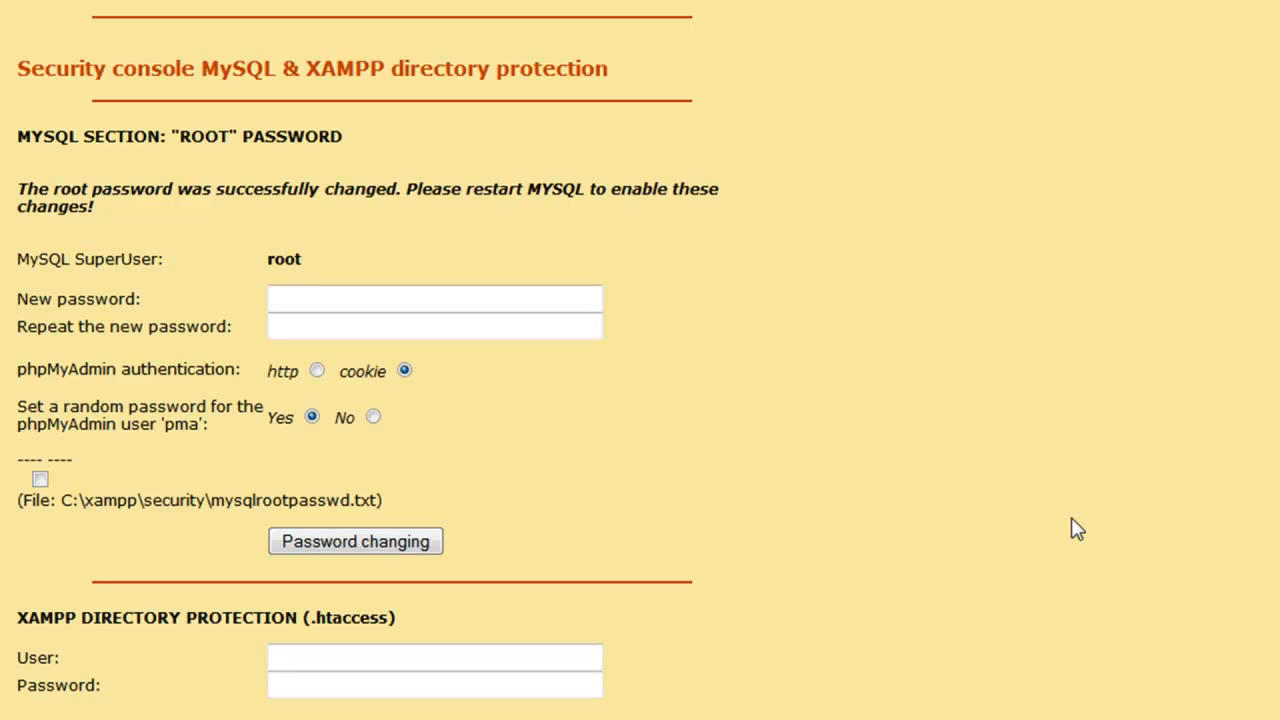 Security console MySQL & XAMPP directory protection
MYSQL SECTION: "ROOT" PASSWORD
The root password was successfully changed. Please restart MYSQL to enable these
changes!
MySQL SuperUser: root
New password:
Repeat the new password:
phpMyAdmin authentication: http cookie
Set a random password for the
phpMyAdmin user 'pma': Yes No
---- ----
(File: C:\xampp\security\mysqlrootpasswd.txt)
Password changing
XAMPP DIRECTORY PROTECTION (.htaccess)
User:
Password: